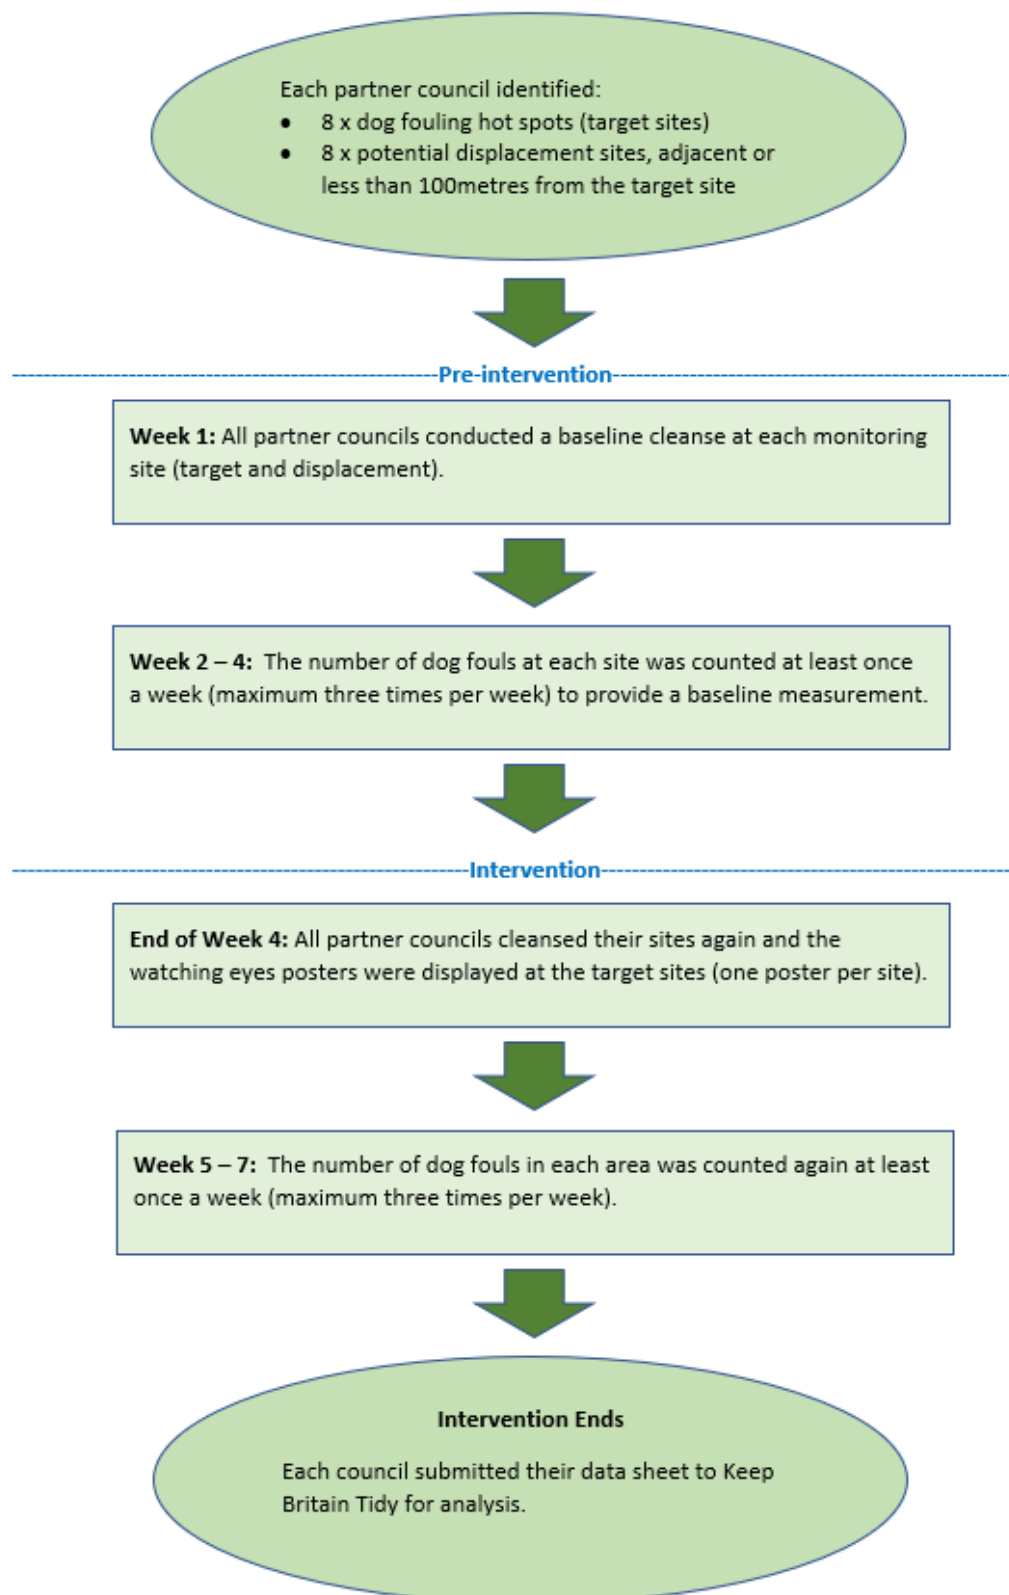 Each partner council identified:
• 8 x dog fouling hot spots (target sites)
• 8 x potential displacement sites, adjacent or
less than 100metres from the target site
Pre-intervention
Week 1: All partner councils conducted a baseline cleanse at each monitoring
site (target and displacement).
Week 2 – 4: The number of dog fouls at each site was counted at least once
a week (maximum three times per week) to provide a baseline measurement.
Intervention
End of Week 4: All partner councils cleansed their sites again and the
watching eyes posters were displayed at the target sites (one poster per site).
Week 5 – 7: The number of dog fouls in each area was counted again at least
once a week (maximum three times per week).
Intervention Ends
Each council submitted their data sheet to Keep
Britain Tidy for analysis.